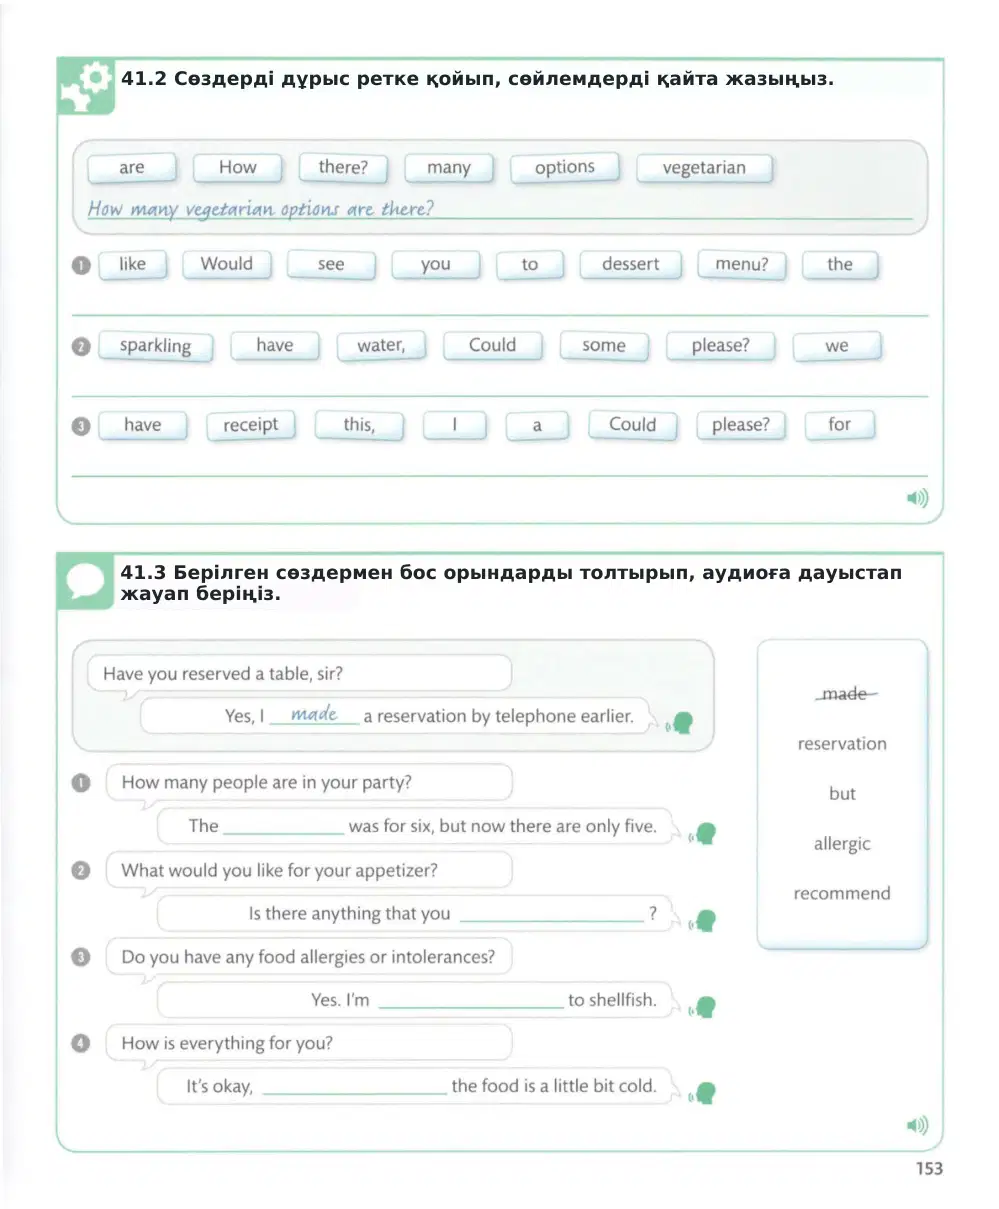 41.2 Сөздерді дұрыс ретке қойып, сөйлемдерді қайта жазыңыз.
are How there? many options vegetarian
How many vegetarian options are there?
1 like Would see you to dessert menu? the
2 sparkling have water, Could some please? we
3 have receipt this, I a Could please? for
41.3 Берілген сөздермен бос орындарды толтырып, аудиоға дауыстап
жауап беріңіз.
Have you reserved a table, sir?
Yes, I made a reservation by telephone earlier.
1 How many people are in your party?
The ____________ was for six, but now there are only five.
2 What would you like for your appetizer?
Is there anything that you ____________ ?
3 Do you have any food allergies or intolerances?
Yes. I'm ____________ to shellfish.
4 How is everything for you?
It's okay, ____________ the food is a little bit cold.
made
reservation
but
allergic
recommend
153